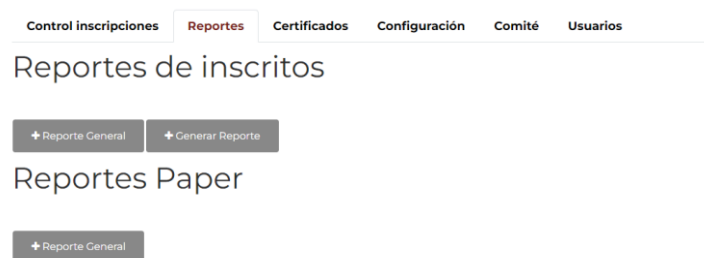 Control inscripciones Reportes Certificados Configuración Comité Usuarios
Reportes de inscritos
+ Reporte General + Generar Reporte
Reportes Paper
+ Reporte General